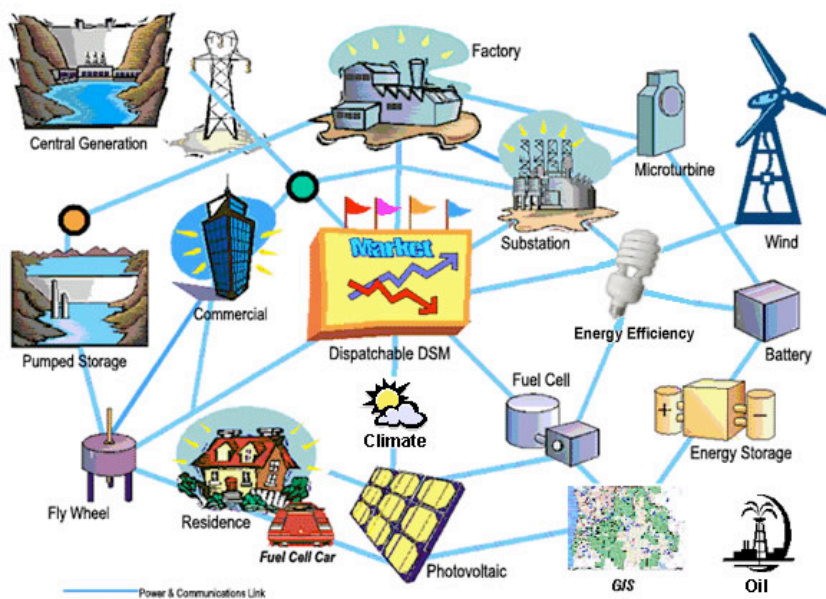 Factory
Central Generation
Microturbine
Substation
Wind
Market
Commercial
Energy Efficiency
Pumped Storage
Dispatchable DSM
Battery
Fuel Cell
+
−
Climate
Energy Storage
Fly Wheel
Residence
Fuel Cell Car
Photovoltaic
GIS
Oil
Power & Communications Link